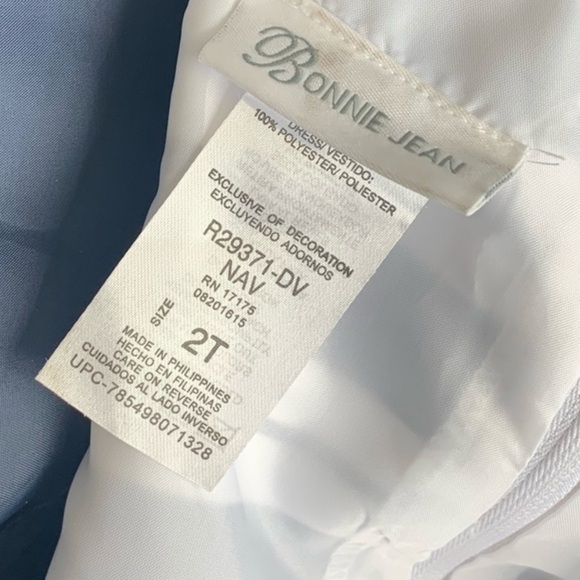 BONNIE JEAN
DRESS/VESTIDO:
100% POLYESTER/POLIESTER
EXCLUSIVE OF DECORATION
EXCLUYENDO ADORNOS
R29371-DV
NAV
RN 17175
08201615
SIZE 2T
MADE IN PHILIPPINES
HECHO EN FILIPINAS
CARE ON REVERSE
CUIDADOS AL LADO INVERSO
UPC-785498071328